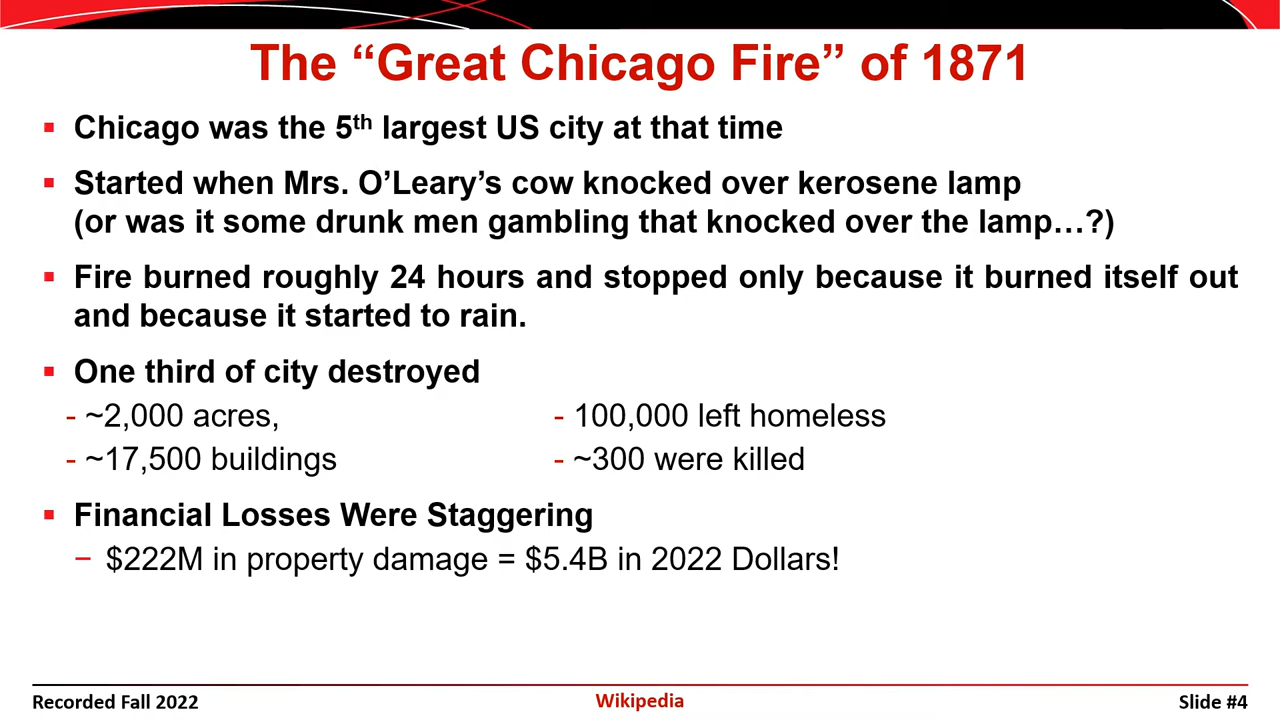 The “Great Chicago Fire” of 1871
▪ Chicago was the 5th largest US city at that time
▪ Started when Mrs. O’Leary’s cow knocked over kerosene lamp
(or was it some drunk men gambling that knocked over the lamp…?)
▪ Fire burned roughly 24 hours and stopped only because it burned itself out
and because it started to rain.
▪ One third of city destroyed
- ~2,000 acres,
- ~17,500 buildings
- 100,000 left homeless
- ~300 were killed
▪ Financial Losses Were Staggering
− $222M in property damage = $5.4B in 2022 Dollars!
Recorded Fall 2022
Wikipedia
Slide #4